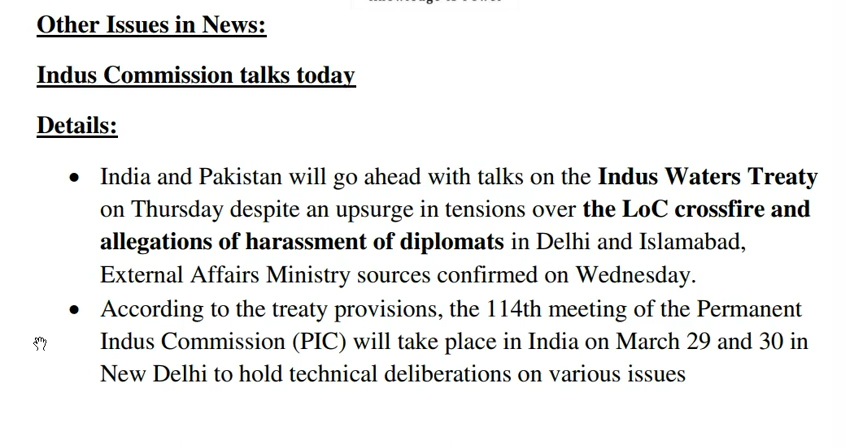 Other Issues in News:
Indus Commission talks today
Details:
• India and Pakistan will go ahead with talks on the Indus Waters Treaty
on Thursday despite an upsurge in tensions over the LoC crossfire and
allegations of harassment of diplomats in Delhi and Islamabad,
External Affairs Ministry sources confirmed on Wednesday.
• According to the treaty provisions, the 114th meeting of the Permanent
Indus Commission (PIC) will take place in India on March 29 and 30 in
New Delhi to hold technical deliberations on various issues